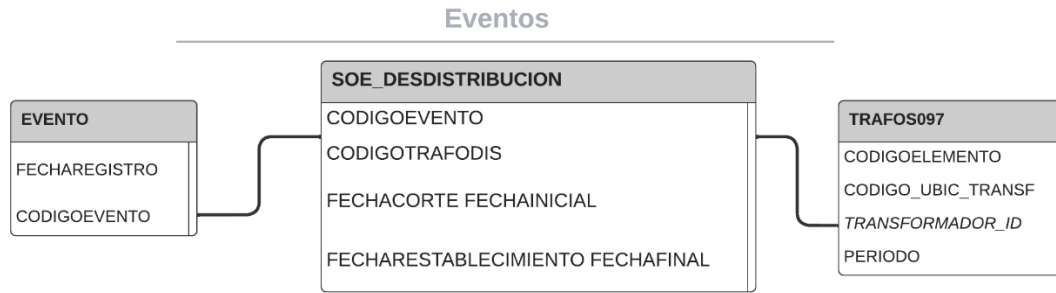 Eventos
EVENTO
FECHAREGISTRO
CODIGOEVENTO
SOE_DESDISTRIBUCION
CODIGOEVENTO
CODIGOTRAFODIS
FECHACORTE FECHAINICIAL
FECHARESTABLECIMIENTO FECHAFINAL
TRAFOS097
CODIGOELEMENTO
CODIGO_UBIC_TRANSF
TRANSFORMADOR_ID
PERIODO